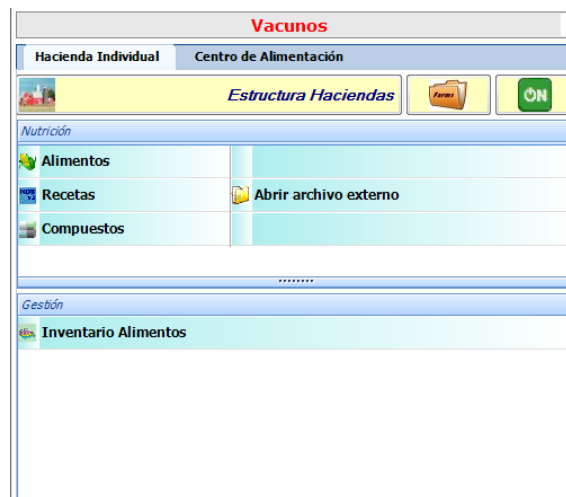 Vacunos
Hacienda Individual Centro de Alimentación
Estructura Haciendas Farms ON
Nutrición
Alimentos
Recetas Abrir archivo externo
Compuestos
Gestión
Inventario Alimentos